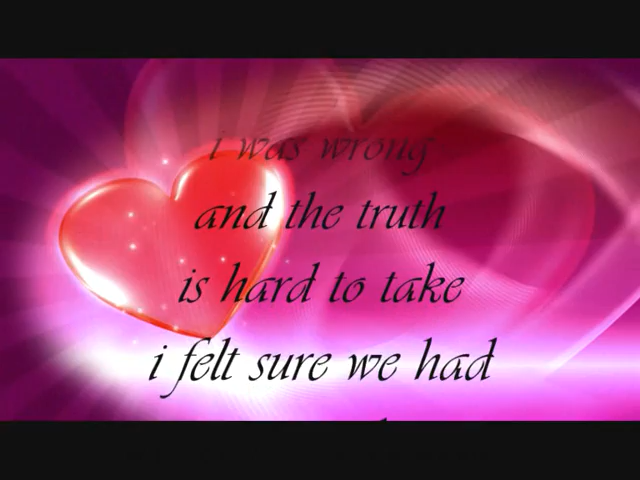 i was wrong
and the truth
is hard to take
i felt sure we had